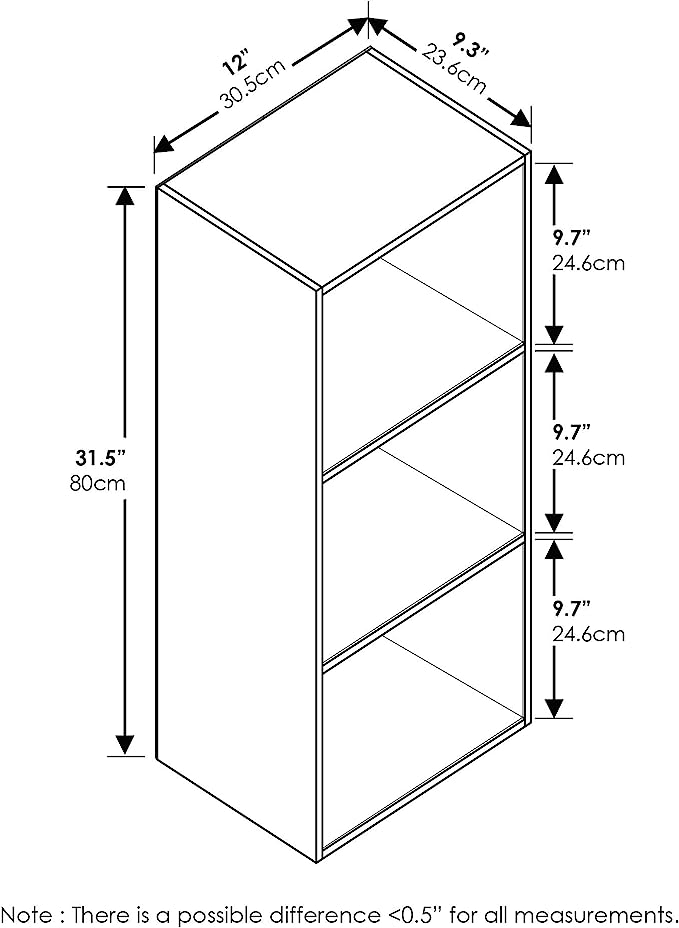 12”
30.5cm
9.3”
23.6cm
9.7”
24.6cm
31.5”
80cm
9.7”
24.6cm
9.7”
24.6cm
Note : There is a possible difference <0.5” for all measurements.